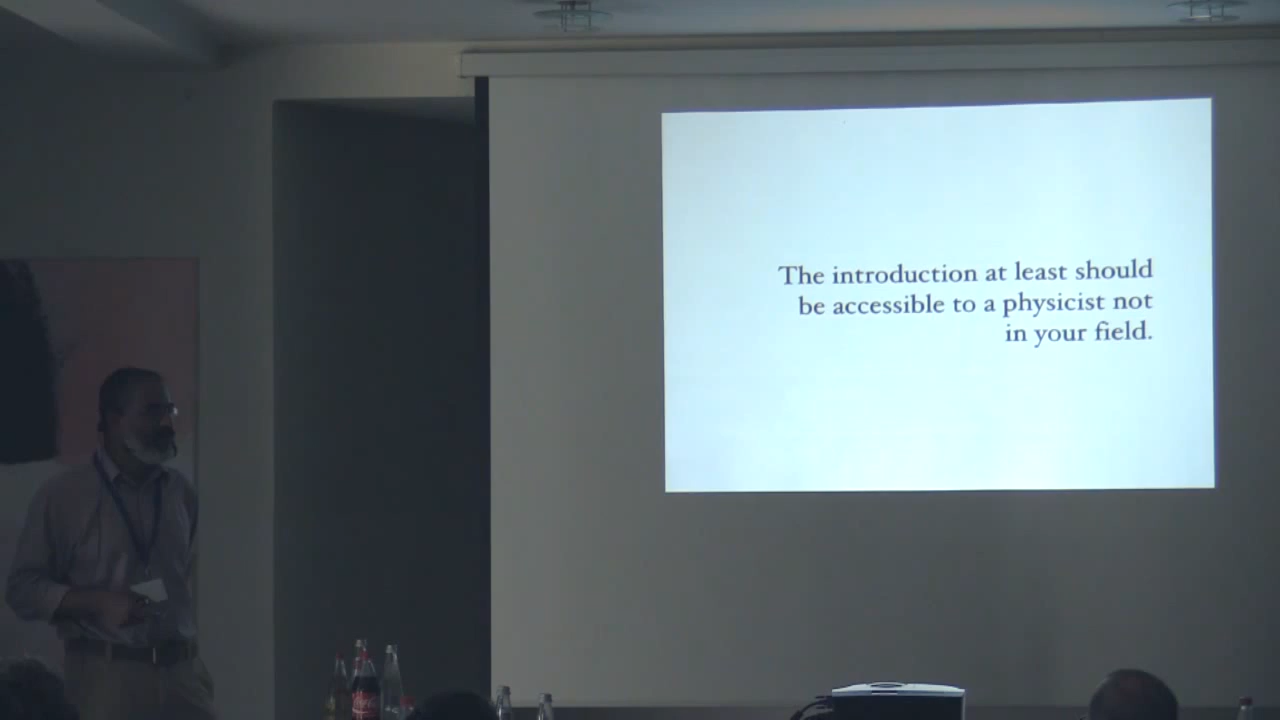 The introduction at least should
be accessible to a physicist not
in your field.